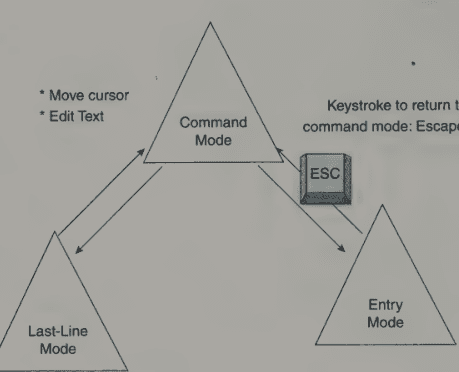 * Move cursor
* Edit Text
Command
Mode
Keystroke to return
command mode: Escape
ESC
Last-Line
Mode
Entry
Mode